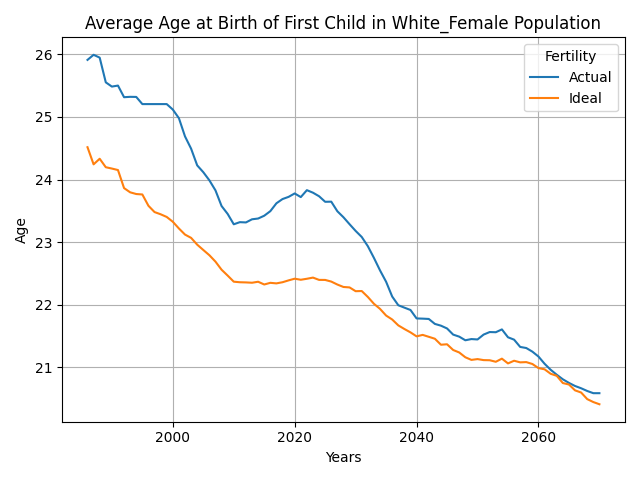 Average Age at Birth of First Child in White_Female Population
Fertility
Actual
Ideal
26
25
24
23
22
21
Age
2000
2020
2040
2060
Years